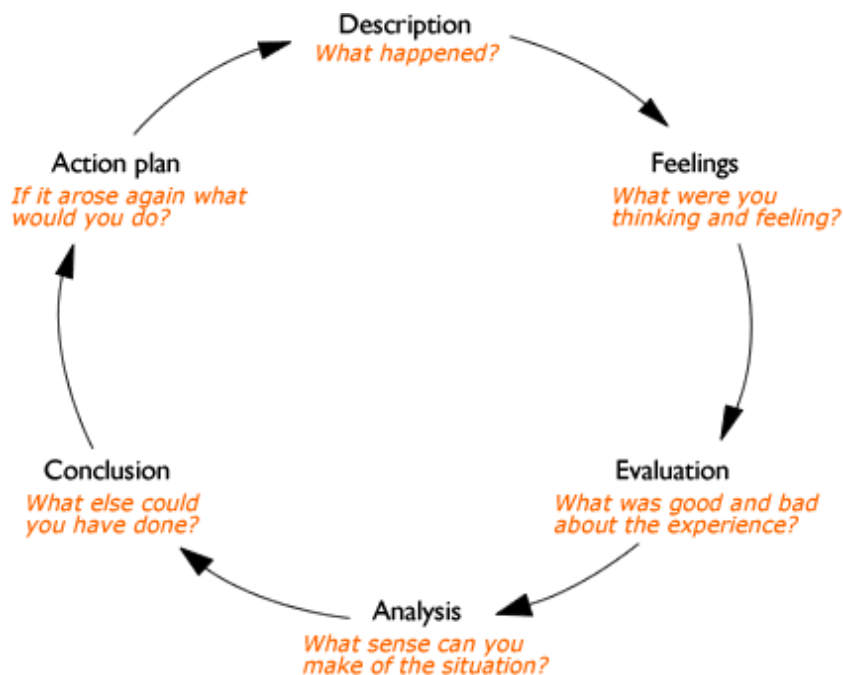 Description
What happened?
Feelings
What were you
thinking and feeling?
Evaluation
What was good and bad
about the experience?
Analysis
What sense can you
make of the situation?
Conclusion
What else could
you have done?
Action plan
If it arose again what
would you do?